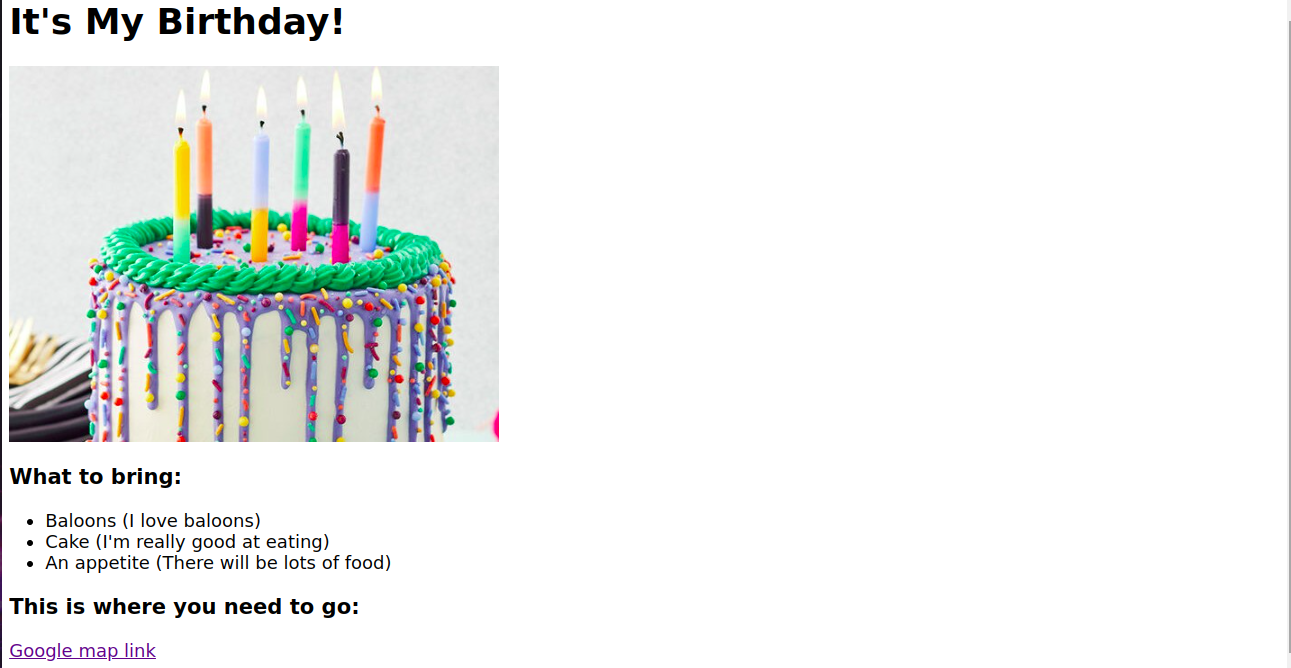 It's My Birthday!
What to bring:
Baloons (I love baloons)
Cake (I'm really good at eating)
An appetite (There will be lots of food)
This is where you need to go:
Google map link